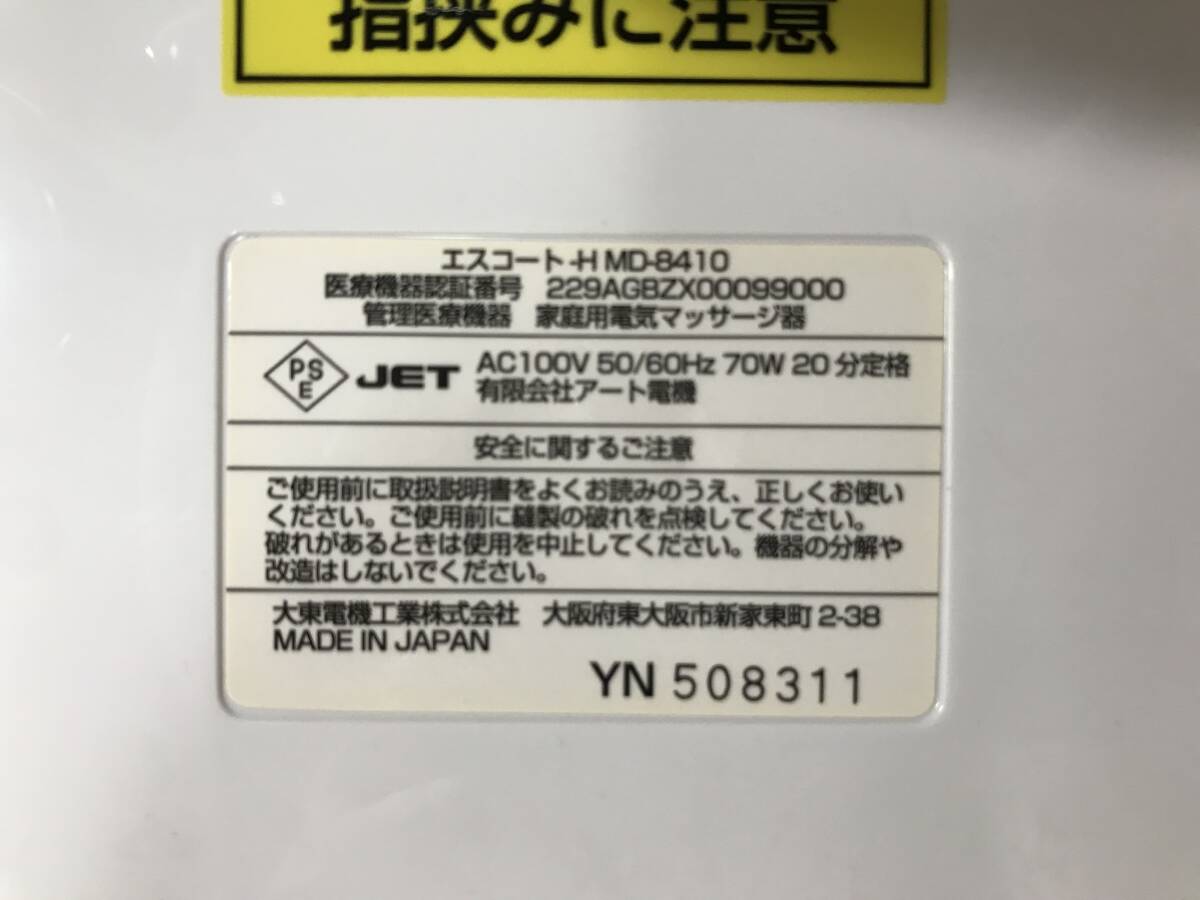 指挟みに注意
エスコート-H MD-8410
医療機器認証番号 229AGBZX00099000
管理医療機器 家庭用電気マッサージ器
PSE JET AC100V 50/60Hz 70W 20分定格
有限会社アート電機
安全に関するご注意
ご使用前に取扱説明書をよくお読みのうえ、正しくお使い
ください。ご使用前に縫製の破れを点検してください。
破れがあるときは使用を中止してください。機器の分解や
改造はしないでください。
大東電機工業株式会社 大阪府東大阪市新家東町2-38
MADE IN JAPAN
YN 508311